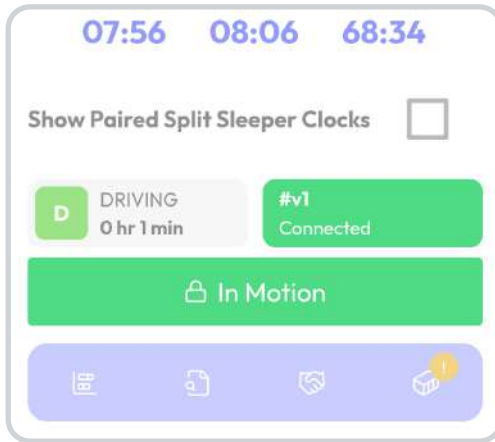 07:56 08:06 68:34
Show Paired Split Sleeper Clocks
D DRIVING
0 hr 1 min
#v1
Connected
In Motion
!